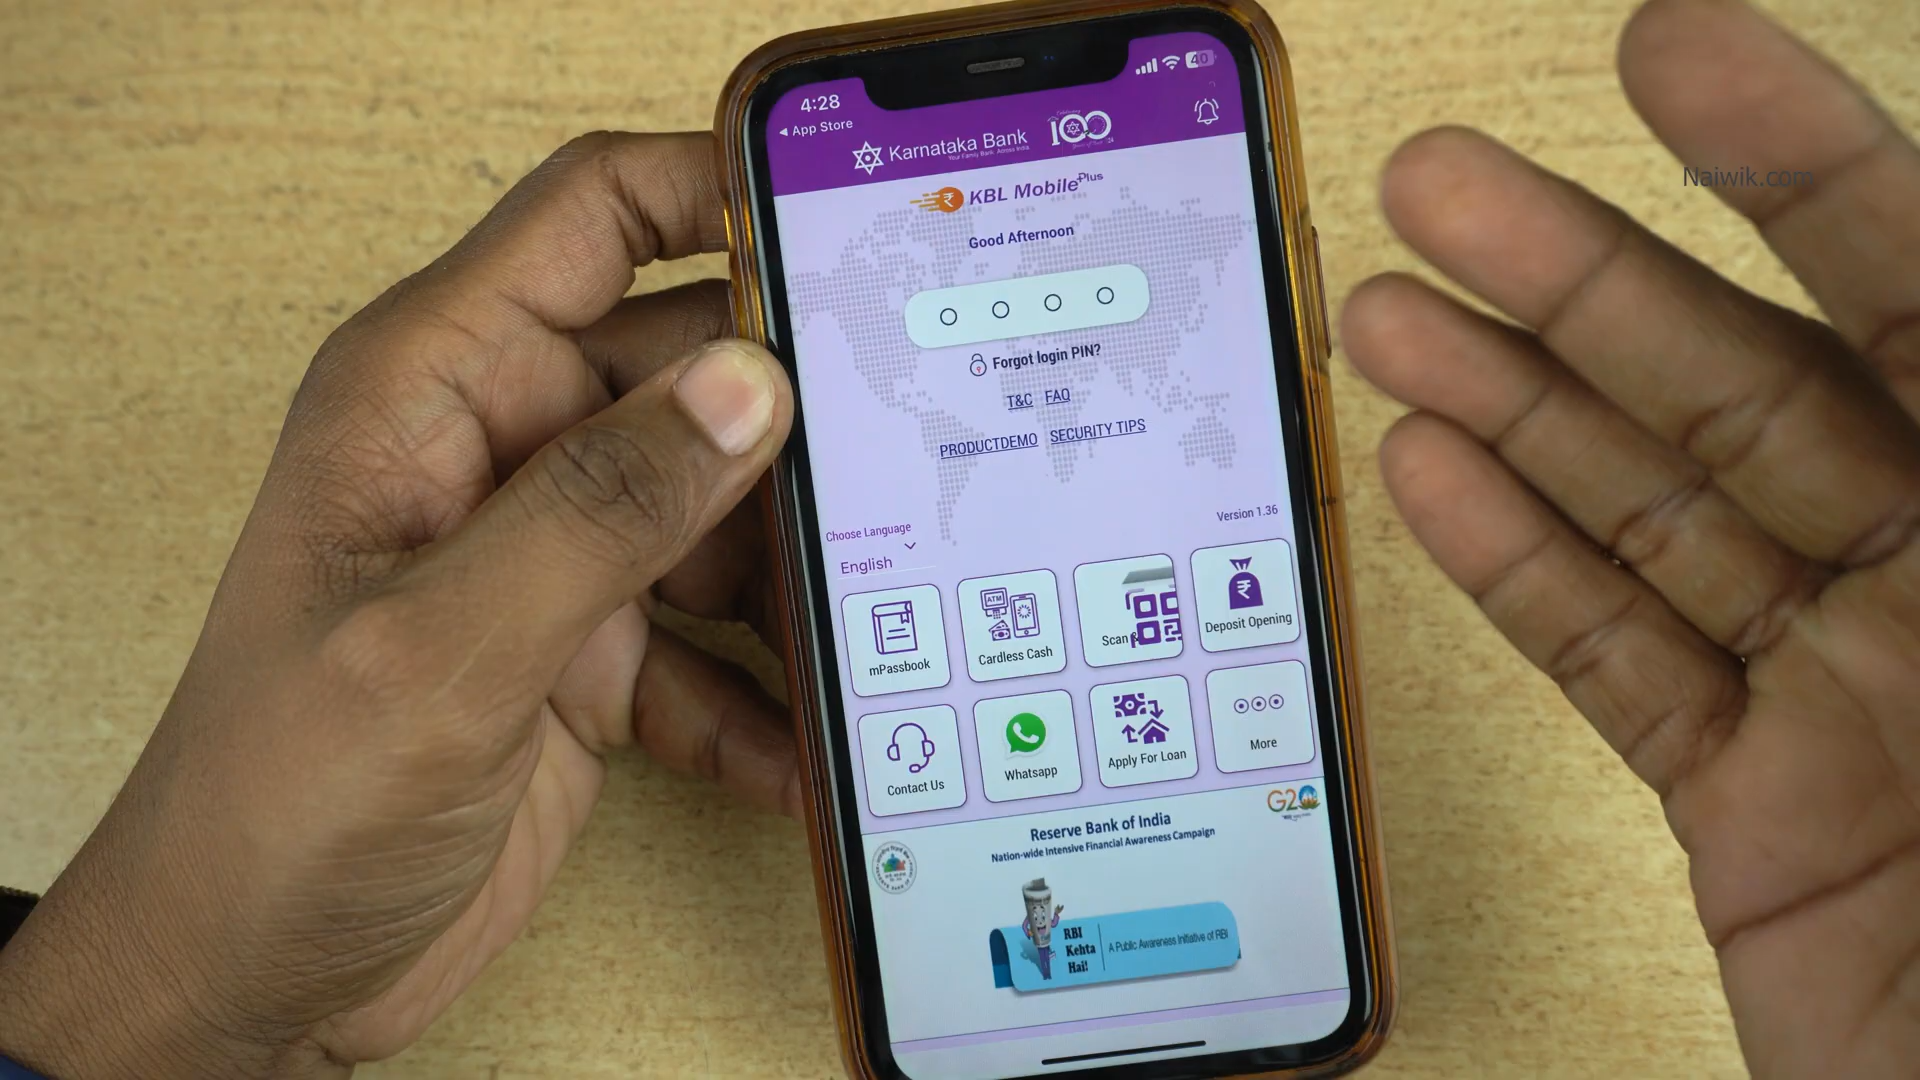 4:28
40
◀ App Store
Karnataka Bank
Your Family Bank Across India
100
KBL Mobile Plus
Naiwik.com
Good Afternoon
Forgot login PIN?
T&C FAQ
PRODUCTDEMO SECURITY TIPS
Choose Language
Version 1.36
English
mPassbook
Cardless Cash
Scan
Deposit Opening
ATM
Contact Us
Whatsapp
Apply For Loan
More
Reserve Bank of India
G20
Nation-wide Intensive Financial Awareness Campaign
RBI
Kehta
Hai!
A Public Awareness Initiative of RBI